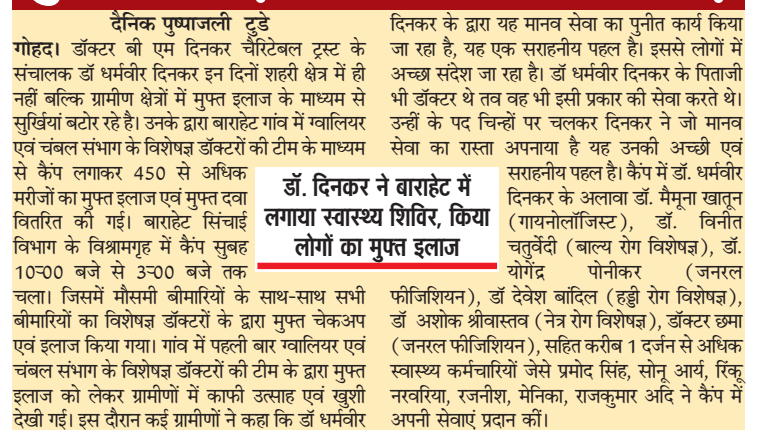 दैनिक पुष्पाजली टुडे
गोहद। डॉक्टर बी एम दिनकर चैरिटेबल ट्रस्ट के
संचालक डॉ धर्मवीर दिनकर इन दिनों शहरी क्षेत्र में ही
नहीं बल्कि ग्रामीण क्षेत्रों में मुफ्त इलाज के माध्यम से
सुर्खियां बटोर रहे है। उनके द्वारा बाराहेट गांव में ग्वालियर
एवं चंबल संभाग के विशेषज्ञ डॉक्टरों की टीम के माध्यम
से कैंप लगाकर 450 से अधिक
मरीजों का मुफ्त इलाज एवं मुफ्त दवा
वितरित की गई। बाराहेट सिंचाई
विभाग के विश्रामगृह में कैंप सुबह
10:00 बजे से 3:00 बजे तक
चला। जिसमें मौसमी बीमारियों के साथ-साथ सभी
बीमारियों का विशेषज्ञ डॉक्टरों के द्वारा मुफ्त चेकअप
एवं इलाज किया गया। गांव में पहली बार ग्वालियर एवं
चंबल संभाग के विशेषज्ञ डॉक्टरों की टीम के द्वारा मुफ्त
इलाज को लेकर ग्रामीणों में काफी उत्साह एवं खुशी
देखी गई। इस दौरान कई ग्रामीणों ने कहा कि डॉ धर्मवीर
डॉ. दिनकर ने बाराहेट में
लगाया स्वास्थ्य शिविर, किया
लोगों का मुफ्त इलाज
दिनकर के द्वारा यह मानव सेवा का पुनीत कार्य किया
जा रहा है, यह एक सराहनीय पहल है। इससे लोगों में
अच्छा संदेश जा रहा है। डॉ धर्मवीर दिनकर के पिताजी
भी डॉक्टर थे तव वह भी इसी प्रकार की सेवा करते थे।
उन्हीं के पद चिन्हों पर चलकर दिनकर ने जो मानव
सेवा का रास्ता अपनाया है यह उनकी अच्छी एवं
सराहनीय पहल है। कैंप में डॉ. धर्मवीर
दिनकर के अलावा डॉ. मैमूना खातून
(गायनोलॉजिस्ट), डॉ. विनीत
चतुर्वेदी (बाल्य रोग विशेषज्ञ), डॉ.
योगेंद्र पोनीकर (जनरल
फीजिशियन), डॉ देवेश बांदिल (हड्डी रोग विशेषज्ञ),
डॉ अशोक श्रीवास्तव (नेत्र रोग विशेषज्ञ), डॉक्टर छमा
(जनरल फीजिशियन), सहित करीब 1 दर्जन से अधिक
स्वास्थ्य कर्मचारियों जेसे प्रमोद सिंह, सोनू आर्य, रिंकू
नरवरिया, रजनीश, मेनिका, राजकुमार अदि ने कैंप में
अपनी सेवाएं प्रदान कीं।